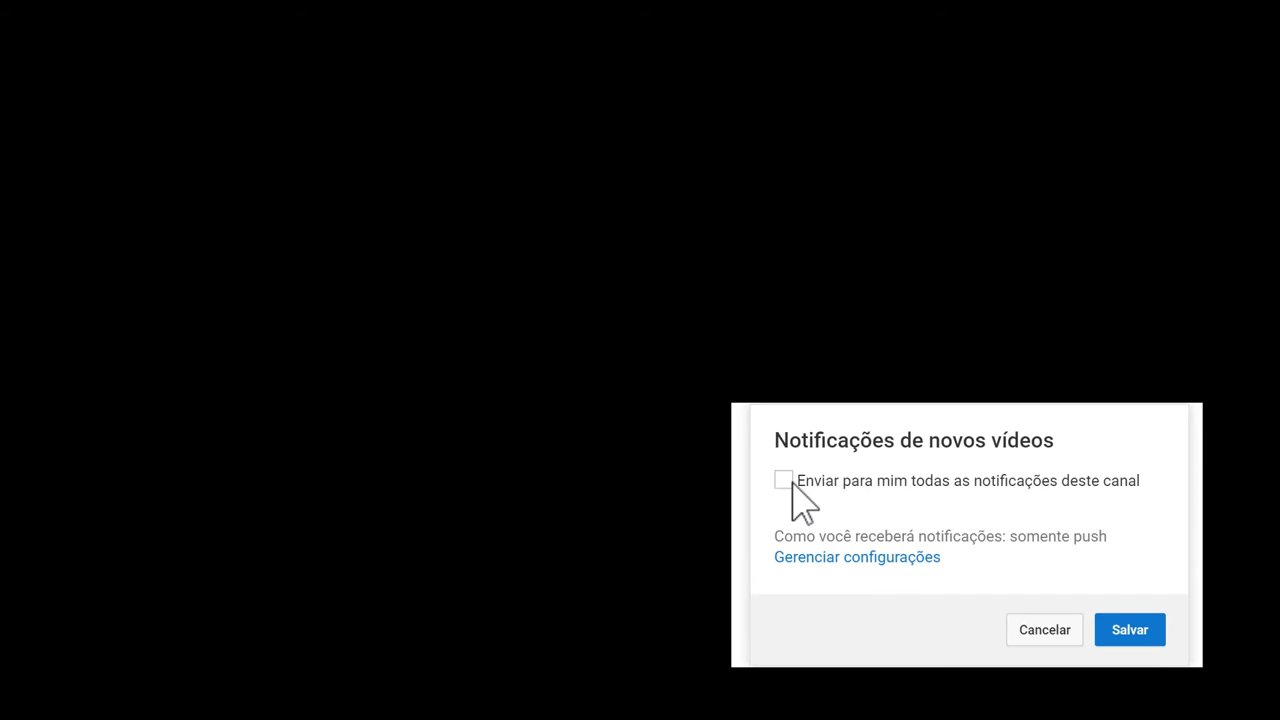 Notificações de novos vídeos
Enviar para mim todas as notificações deste canal
Como você receberá notificações: somente push
Gerenciar configurações
Cancelar
Salvar